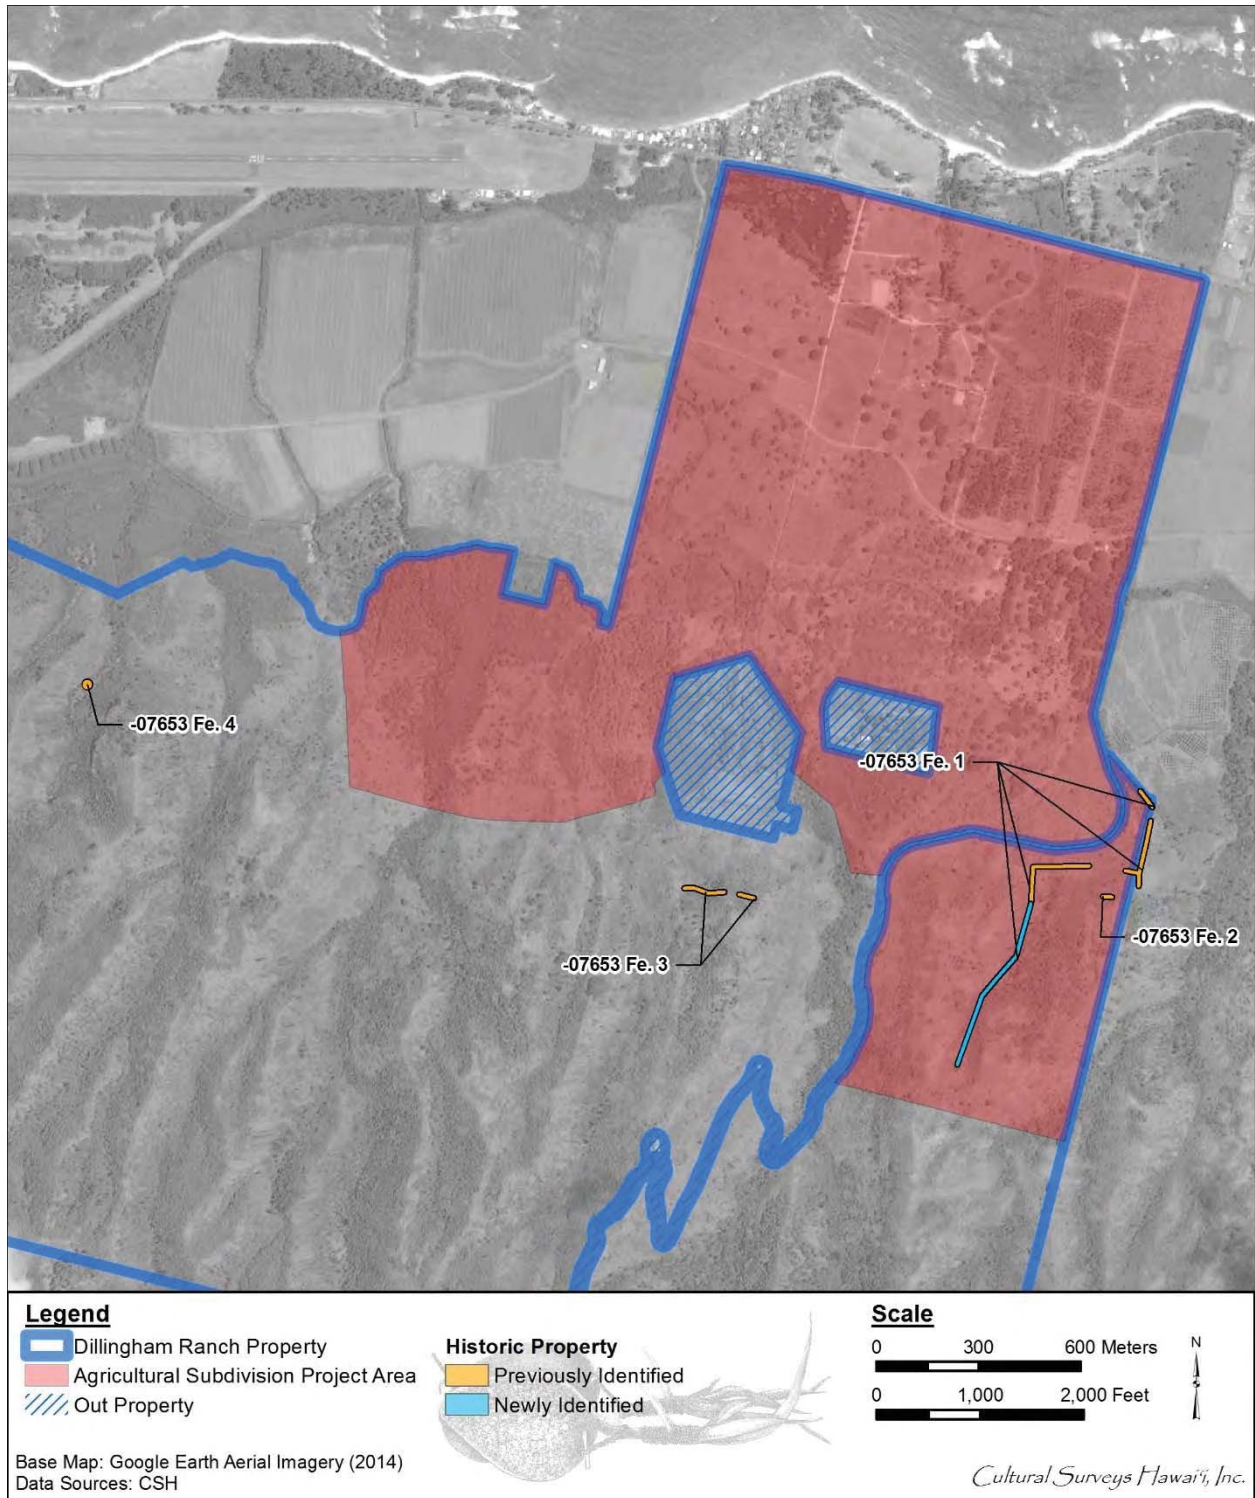 -07653 Fe. 4
-07653 Fe. 1
-07653 Fe. 2
-07653 Fe. 3
Legend
Dillingham Ranch Property
Agricultural Subdivision Project Area
Out Property
Historic Property
Previously Identified
Newly Identified
Scale
0 300 600 Meters
0 1,000 2,000 Feet
N
Base Map: Google Earth Aerial Imagery (2014)
Data Sources: CSH
Cultural Surveys Hawai‘i, Inc.